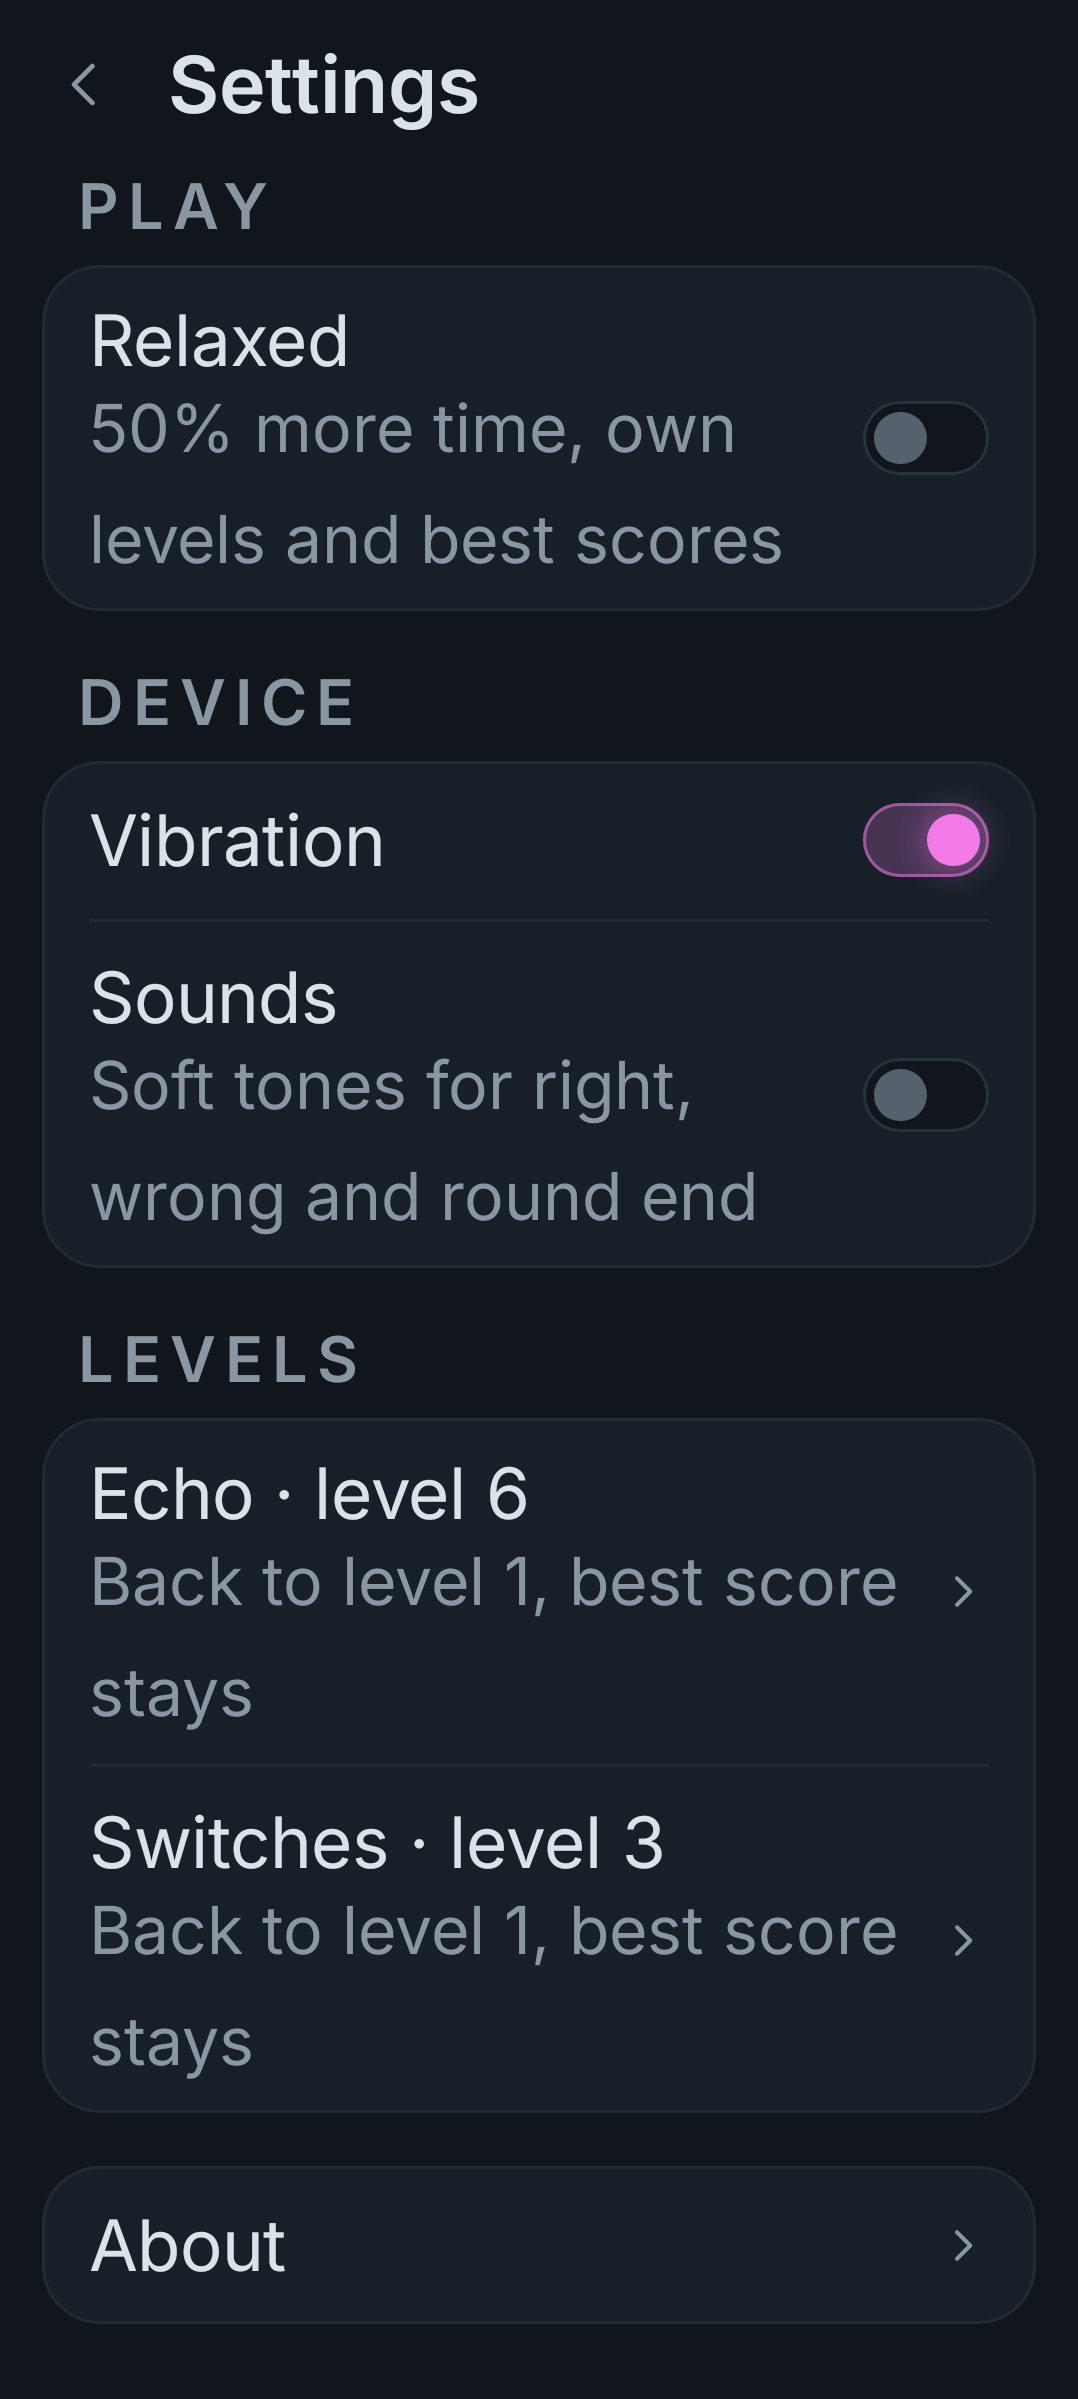 Settings
PLAY
Relaxed
50% more time, own
levels and best scores
DEVICE
Vibration
Sounds
Soft tones for right,
wrong and round end
LEVELS
Echo · level 6
Back to level 1, best score
stays
Switches · level 3
Back to level 1, best score
stays
About